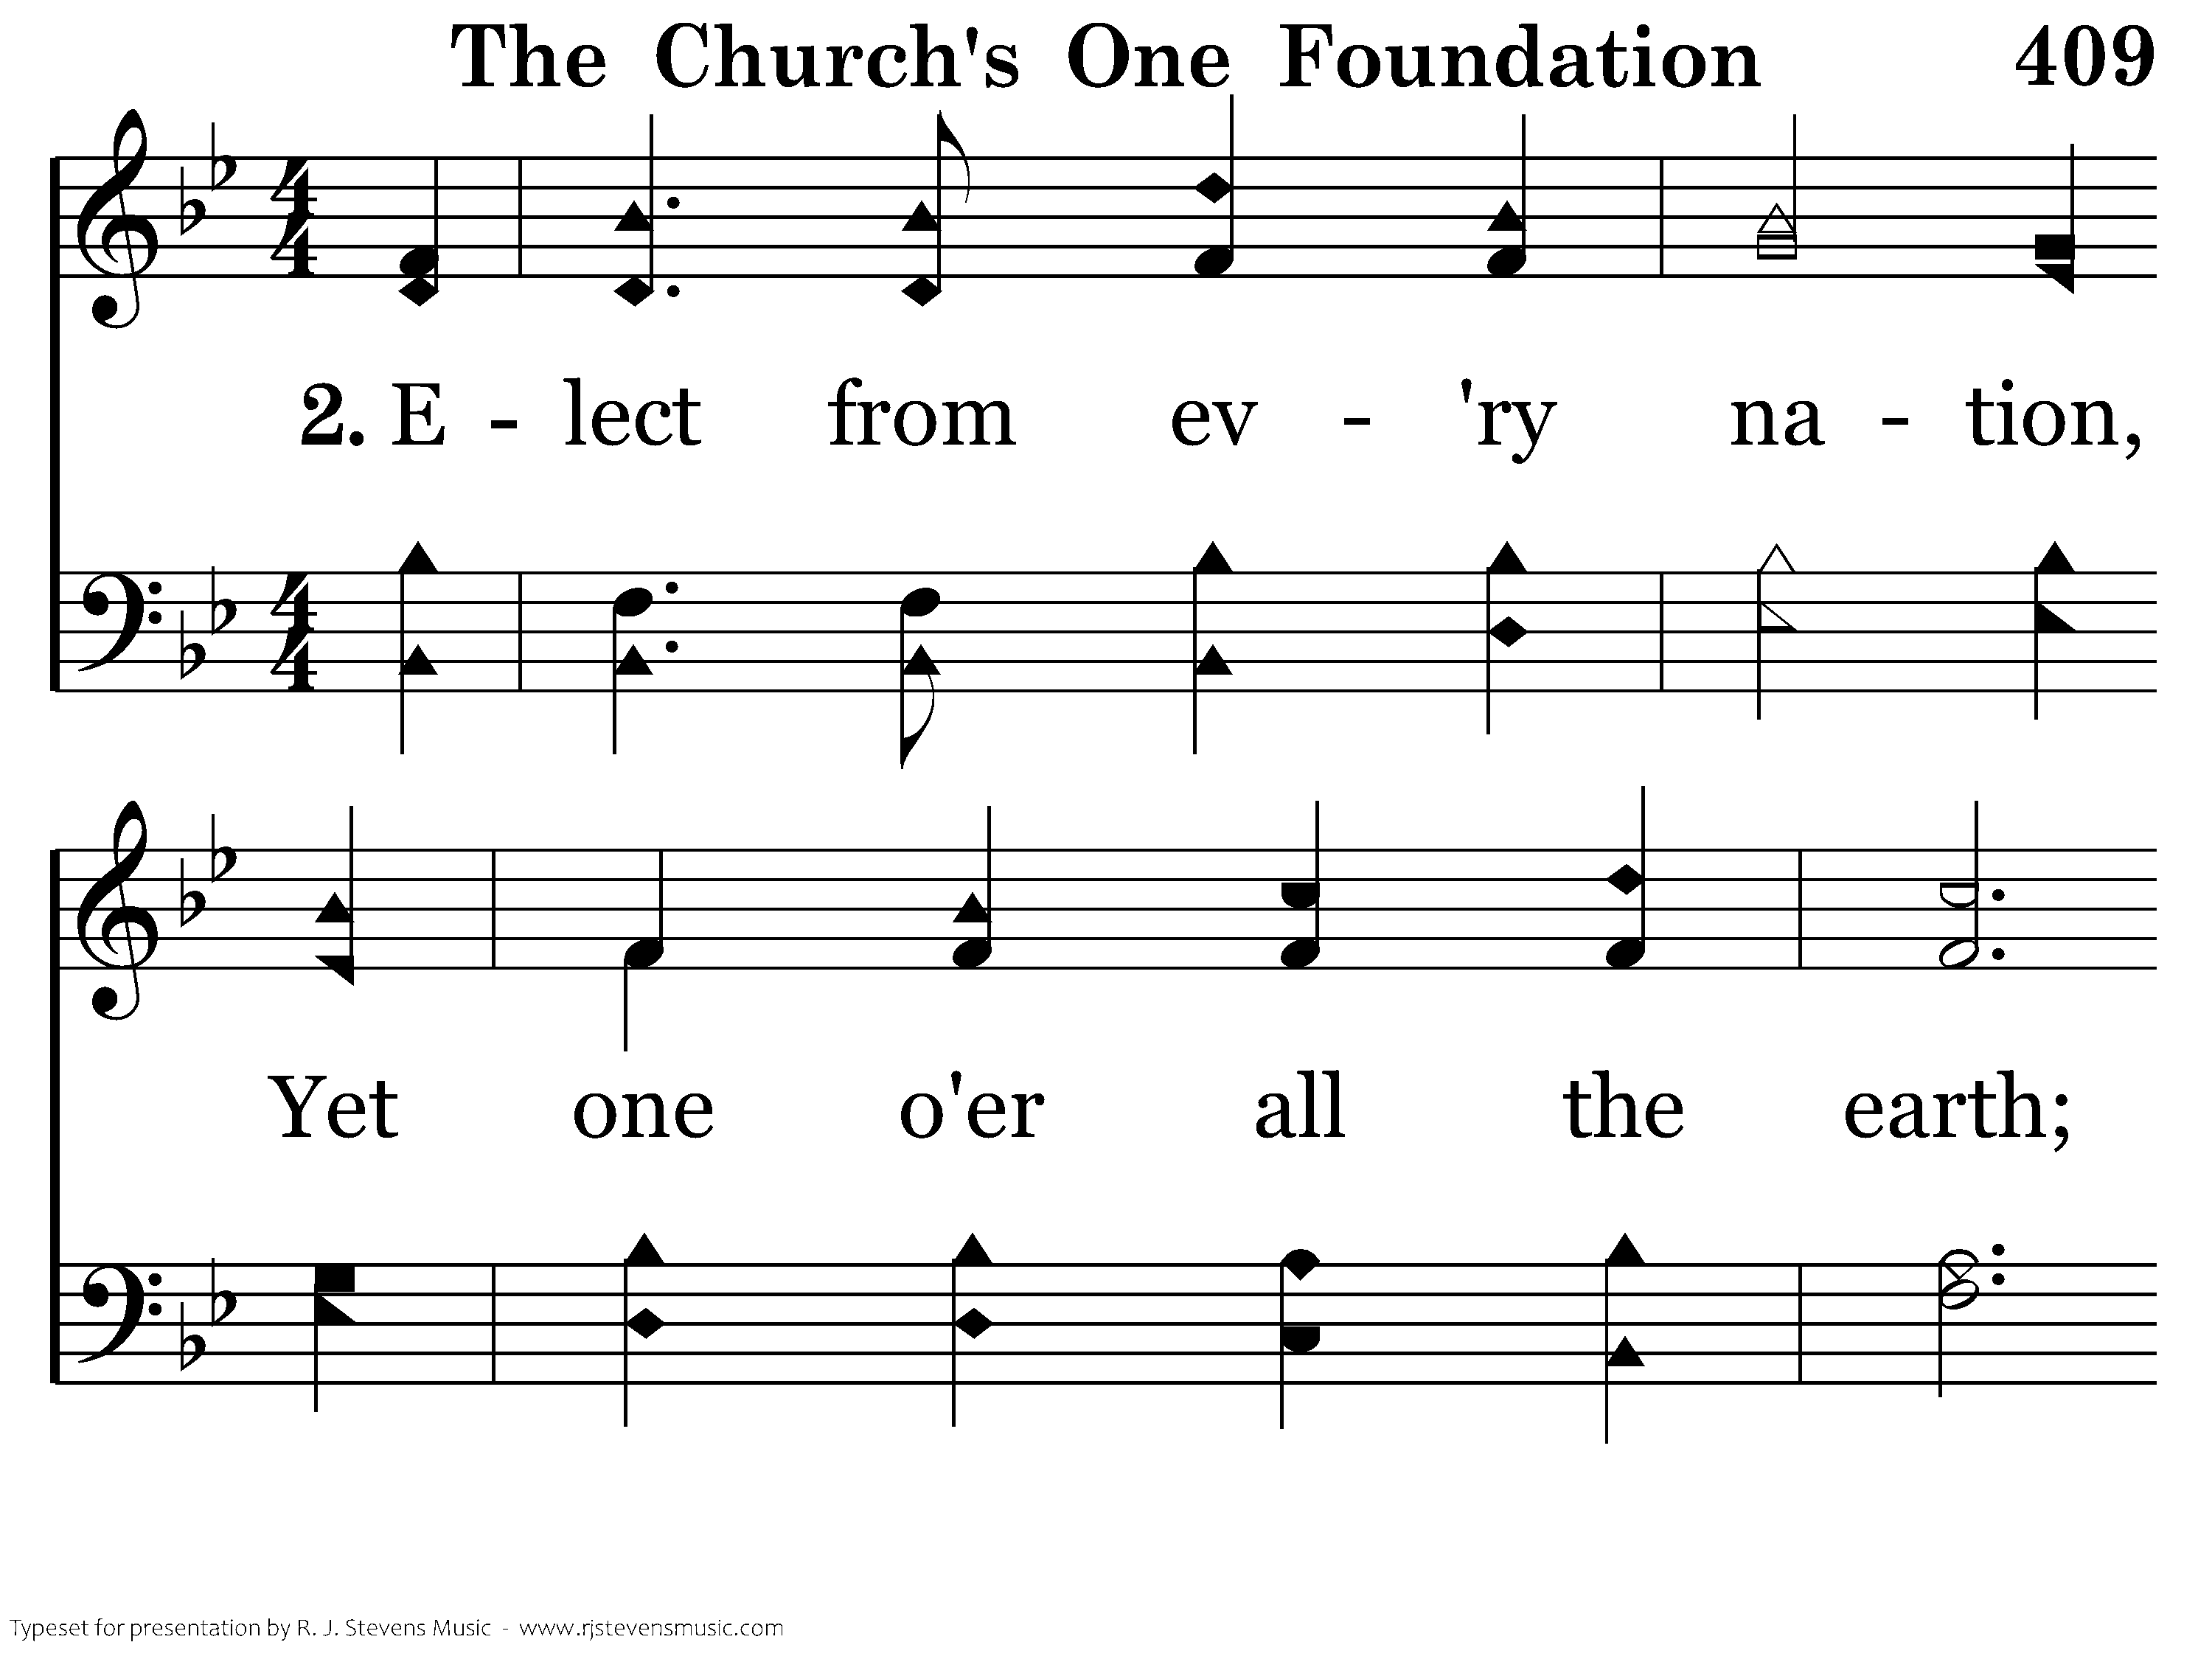 The Church's One Foundation 409
2. E - lect from ev - 'ry na - tion,
Yet one o'er all the earth;
Typeset for presentation by R. J. Stevens Music - www.rjstevensmusic.com